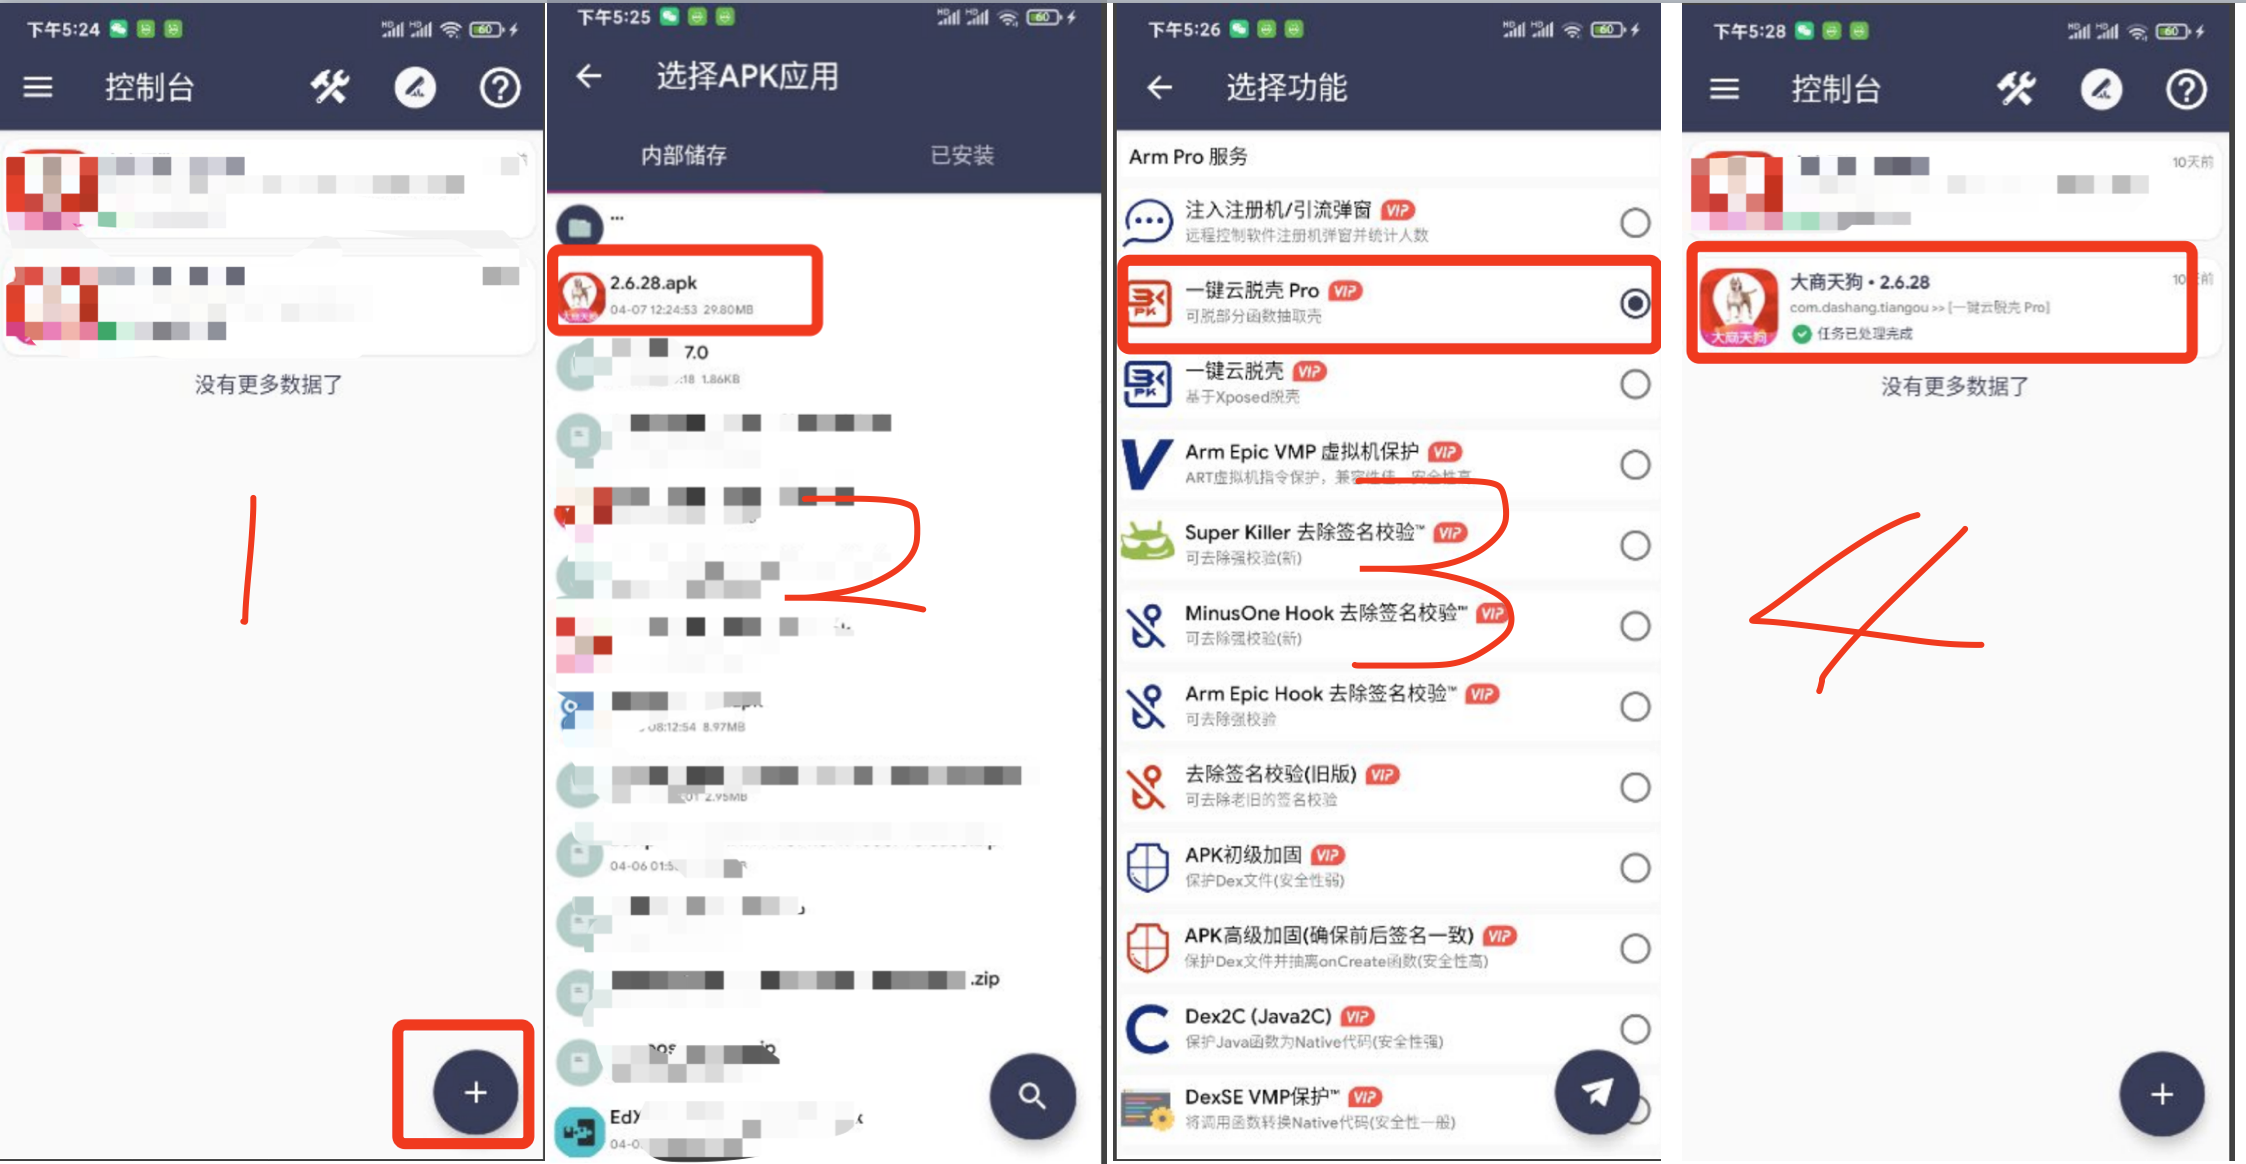 下午5:24
60
控制台
没有更多数据了
1
下午5:25
60
选择APK应用
内部储存
已安装
...
2.6.28.apk
04-07 12:24:53 29.80MB
7.0
:18 1.86KB
08:12:54 8.97MB
01 2.95MB
04-06 01:5
.zip
04-0
2
下午5:26
60
选择功能
Arm Pro 服务
注入注册机/引流弹窗 VIP
远程控制软件注册机弹窗并统计人数
一键云脱壳 Pro VIP
可脱部分函数抽取壳
一键云脱壳 VIP
基于Xposed脱壳
Arm Epic VMP 虚拟机保护 VIP
ART虚拟机指令保护，兼容性佳，安全性高
Super Killer 去除签名校验™ VIP
可去除强校验(新)
MinusOne Hook 去除签名校验™ VIP
可去除强校验(新)
Arm Epic Hook 去除签名校验™ VIP
可去除强校验
去除签名校验(旧版) VIP
可去除老旧的签名校验
APK初级加固 VIP
保护Dex文件(安全性弱)
APK高级加固(确保前后签名一致) VIP
保护Dex文件并抽离onCreate函数(安全性高)
Dex2C (Java2C) VIP
保护Java函数为Native代码(安全性强)
DexSE VMP保护™ VIP
将调用函数转换Native代码(安全性一般)
3
下午5:28
60
控制台
10天前
大商天狗 • 2.6.28
com.dashang.tiangou >> [一键云脱壳 Pro]
任务已处理完成
大商天狗
没有更多数据了
4